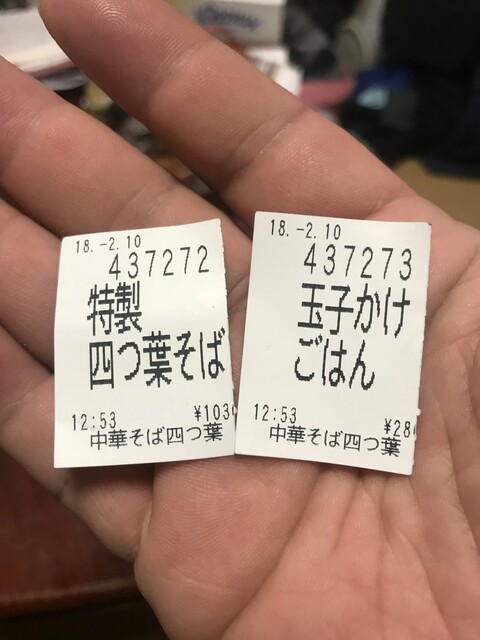 18.-2.10
437272
特製
四つ葉そば
12:53 ¥103
中華そば四つ葉
18.-2.10
437273
玉子かけ
ごはん
12:53 ¥28
中華そば四つ葉